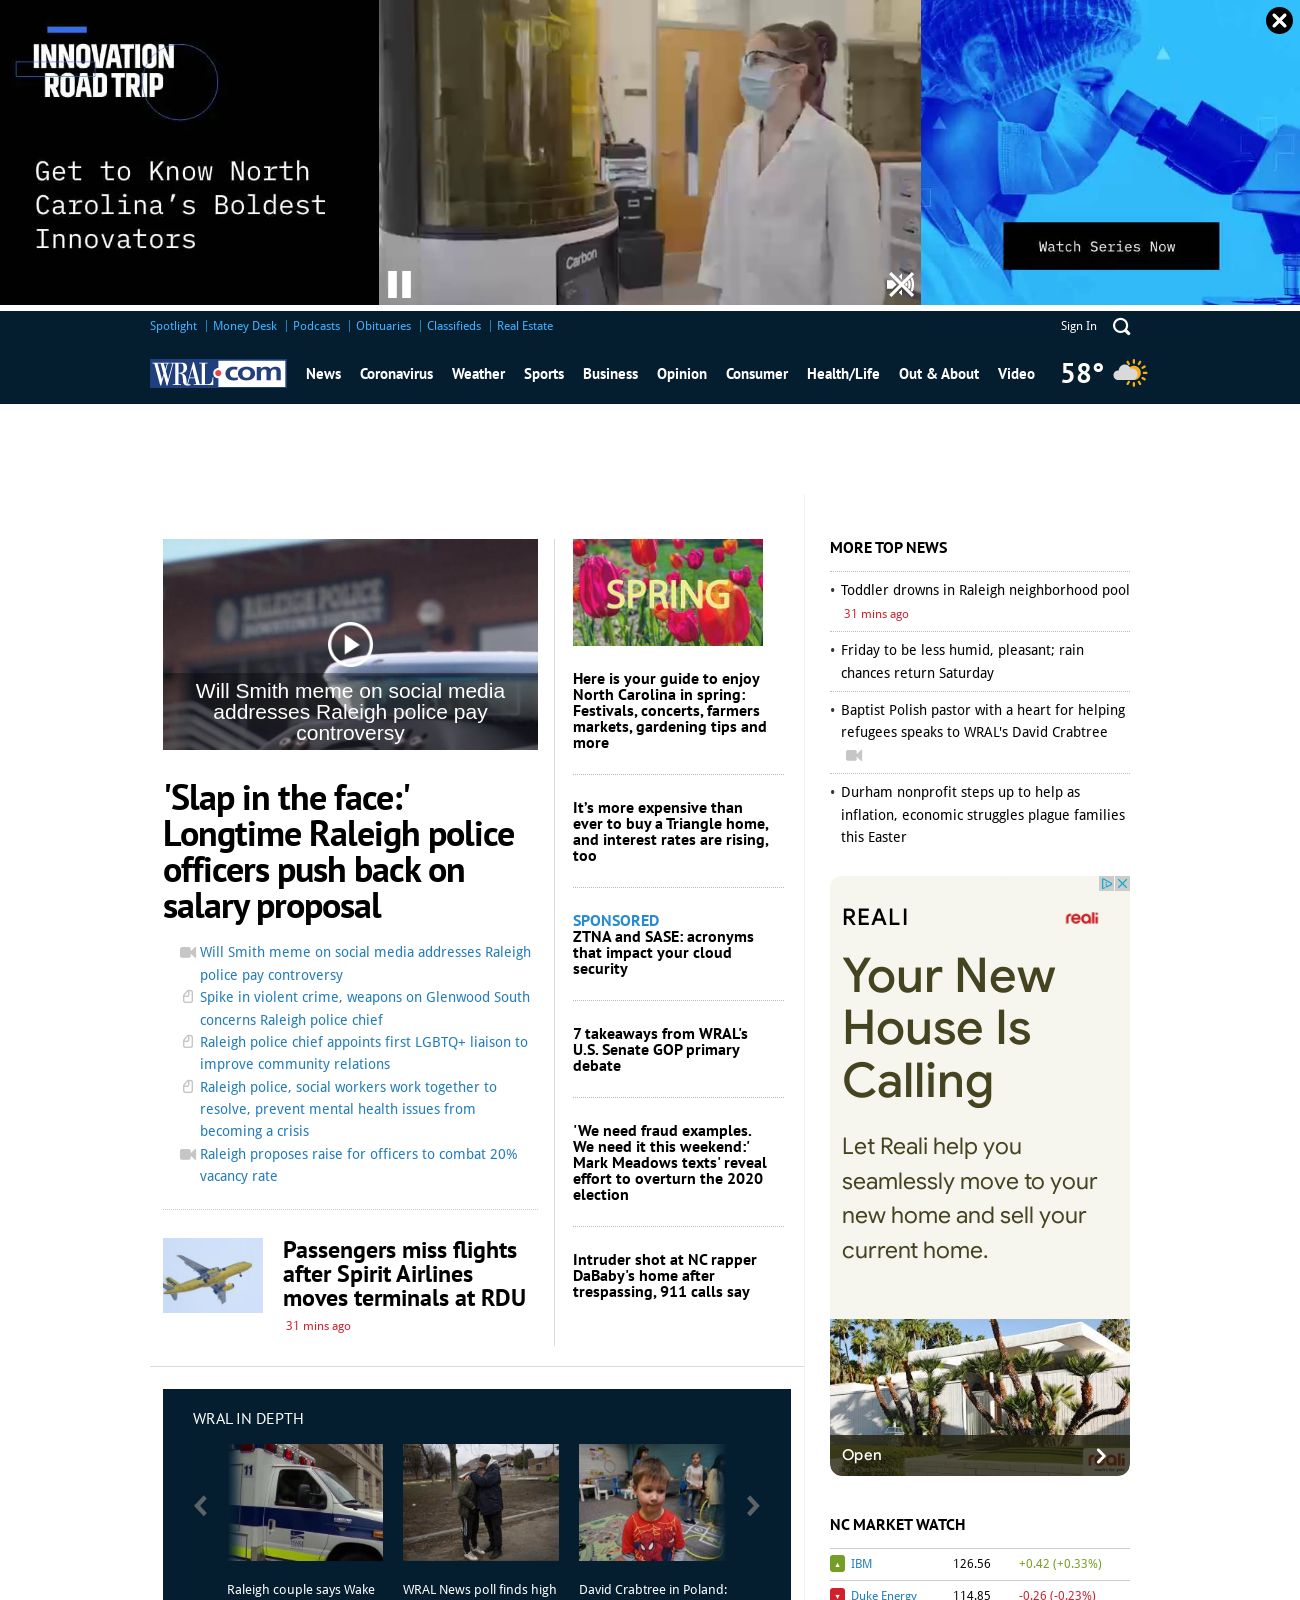 INNOVATION
ROAD TRIP
Get to Know North
Carolina's Boldest
Innovators
Carbon
Watch Series Now
Spotlight
Money Desk
Podcasts
Obituaries
Classifieds
Real Estate
Sign In
WRAL.com
News
Coronavirus
Weather
Sports
Business
Opinion
Consumer
Health/Life
Out & About
Video
58°
RALEIGH POLICE
Will Smith meme on social media
addresses Raleigh police pay
controversy
'Slap in the face:'
Longtime Raleigh police
officers push back on
salary proposal
Will Smith meme on social media addresses Raleigh
police pay controversy
Spike in violent crime, weapons on Glenwood South
concerns Raleigh police chief
Raleigh police chief appoints first LGBTQ+ liaison to
improve community relations
Raleigh police, social workers work together to
resolve, prevent mental health issues from
becoming a crisis
Raleigh proposes raise for officers to combat 20%
vacancy rate
Passengers miss flights
after Spirit Airlines
moves terminals at RDU
31 mins ago
SPRING
Here is your guide to enjoy
North Carolina in spring:
Festivals, concerts, farmers
markets, gardening tips and
more
It's more expensive than
ever to buy a Triangle home,
and interest rates are rising,
too
SPONSORED
ZTNA and SASE: acronyms
that impact your cloud
security
7 takeaways from WRAL's
U.S. Senate GOP primary
debate
'We need fraud examples.
We need it this weekend:'
Mark Meadows texts' reveal
effort to overturn the 2020
election
Intruder shot at NC rapper
DaBaby's home after
trespassing, 911 calls say
MORE TOP NEWS
• Toddler drowns in Raleigh neighborhood pool
31 mins ago
• Friday to be less humid, pleasant; rain
chances return Saturday
• Baptist Polish pastor with a heart for helping
refugees speaks to WRAL's David Crabtree
• Durham nonprofit steps up to help as
inflation, economic struggles plague families
this Easter
REALI
reali
Your New
House Is
Calling
Let Reali help you
seamlessly move to your
new home and sell your
current home.
Open
reali
WRAL IN DEPTH
11
Raleigh couple says Wake
WRAL News poll finds high
David Crabtree in Poland:
NC MARKET WATCH
IBM 126.56 +0.42 (+0.33%)
Duke Energy 114.85 -0.26 (-0.23%)